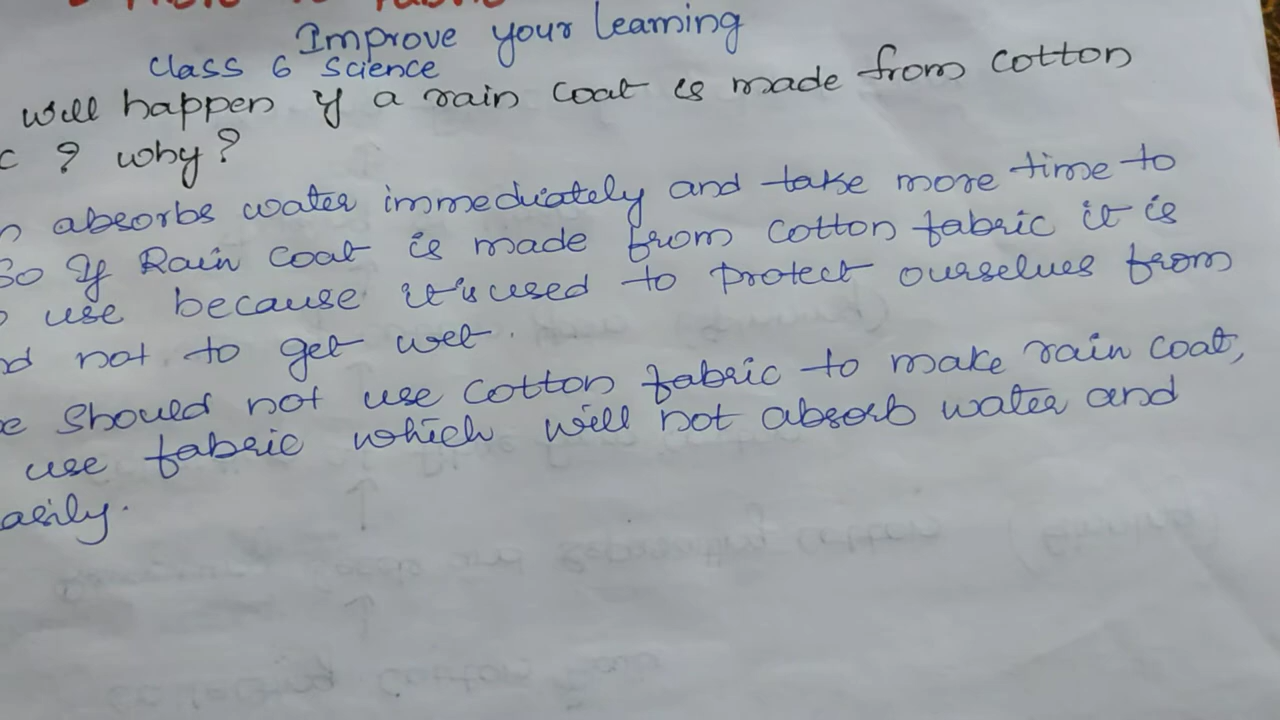 Improve your learning
Class 6 Science
will happen if a rain coat is made from cotton
? why?
absorbs water immediately and take more time to
So If Rain coat is made from cotton fabric it is
use because it's used to protect ourselves from
not to get wet.
should not use cotton fabric to make rain coat,
use fabric which will not absorb water and